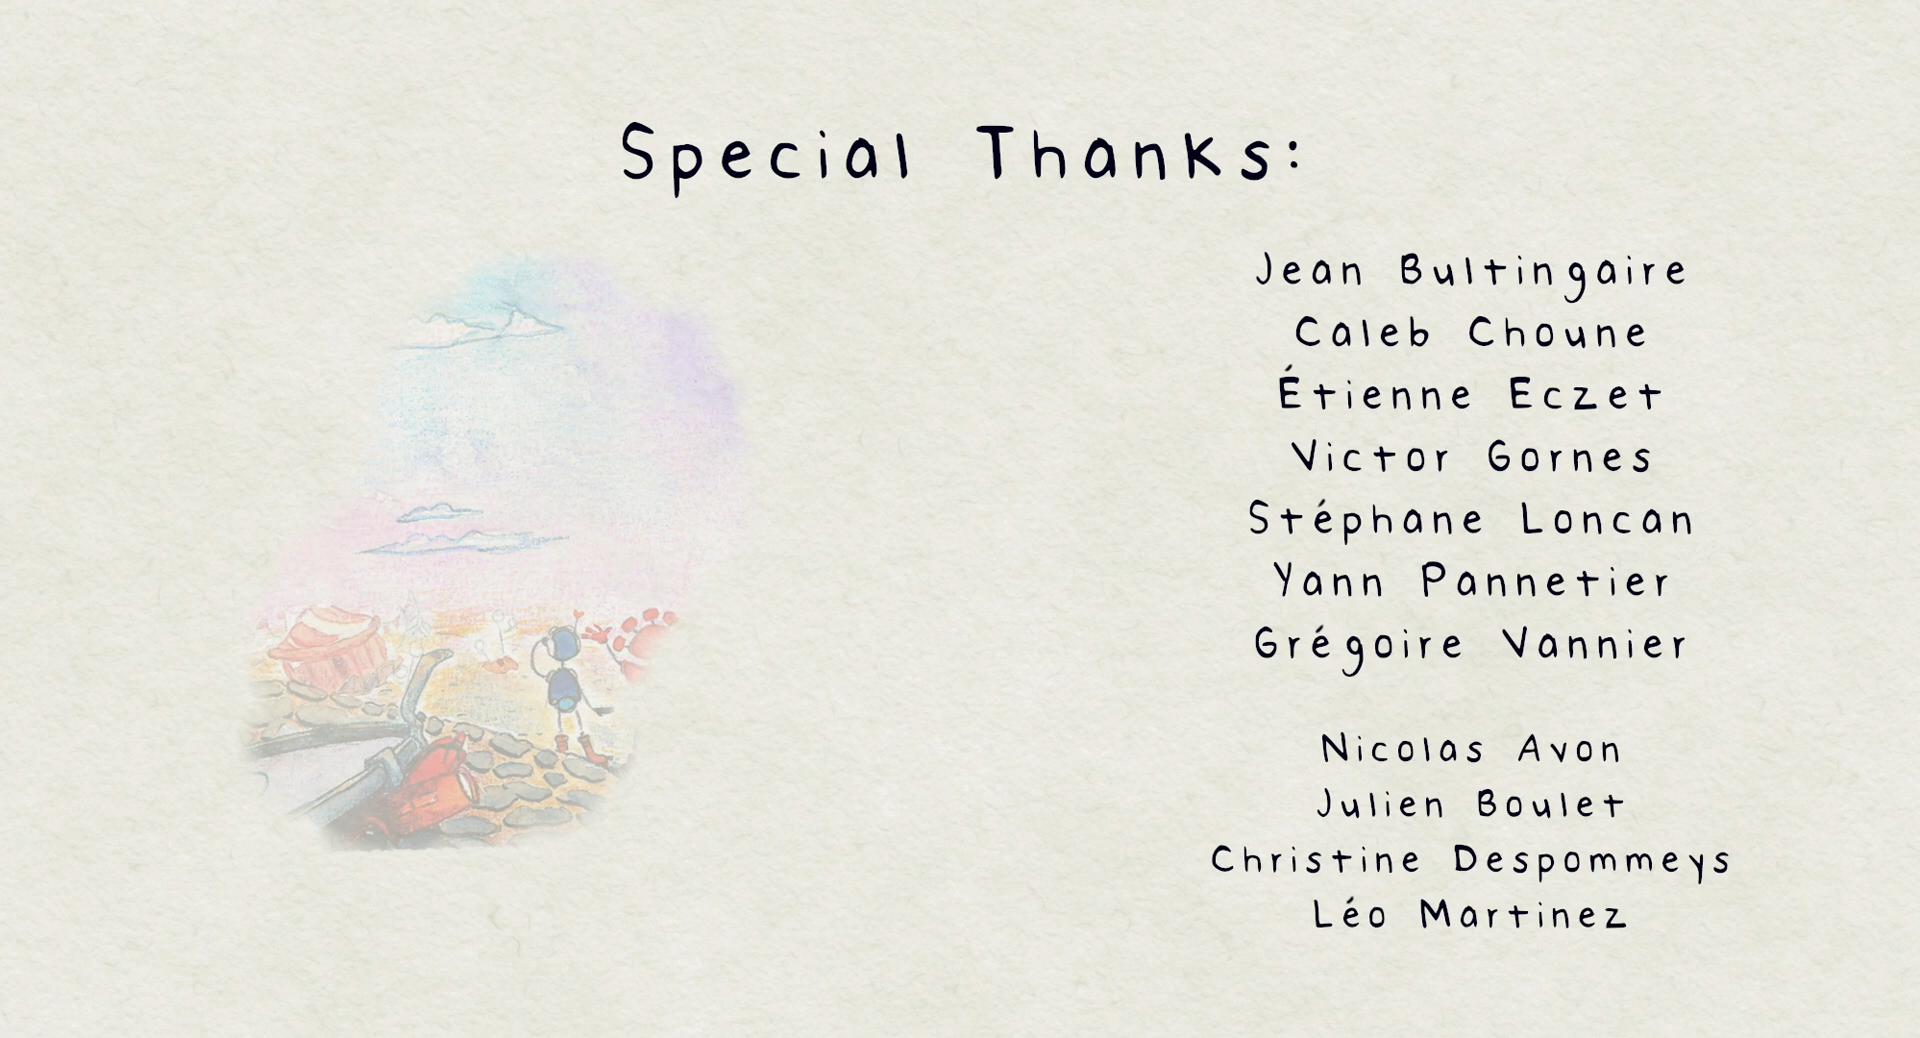 Special Thanks:
Jean Bultingaire
Caleb Choune
Étienne Eczet
Victor Gornes
Stéphane Loncan
Yann Pannetier
Grégoire Vannier
Nicolas Avon
Julien Boulet
Christine Despommeys
Léo Martinez